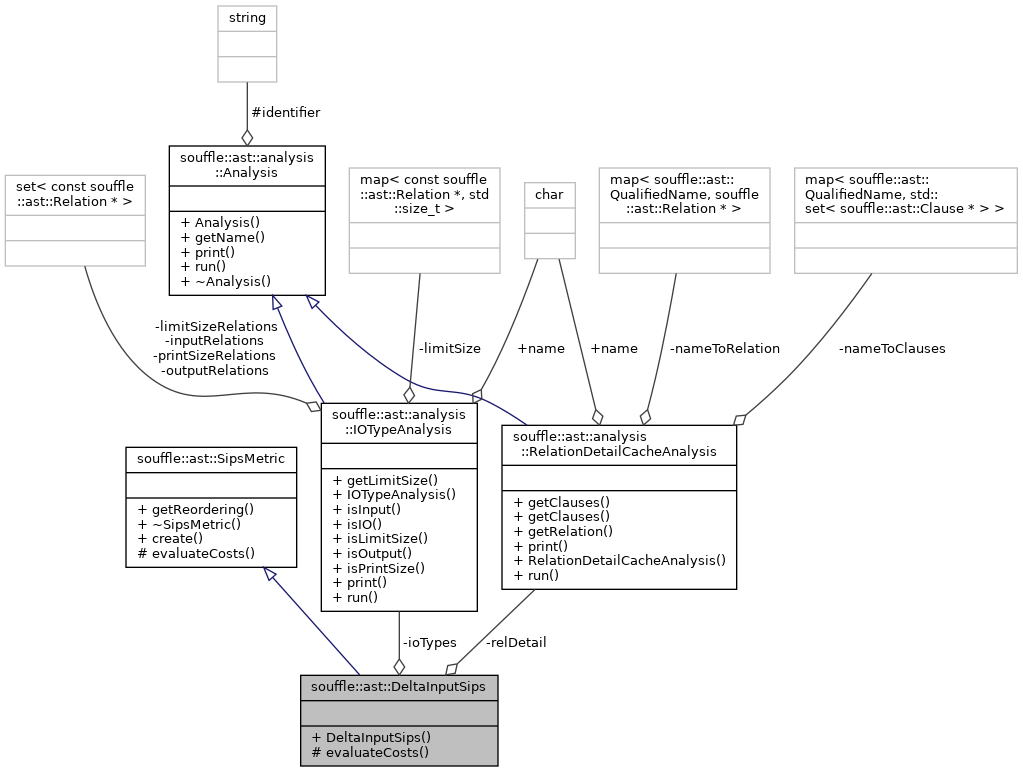 string
#identifier
souffle::ast::analysis
::Analysis
+ Analysis()
+ getName()
+ print()
+ run()
+ ~Analysis()
set< const souffle
::ast::Relation * >
map< const souffle
::ast::Relation *, std
::size_t >
char
map< souffle::ast::
QualifiedName, souffle
::ast::Relation * >
map< souffle::ast::
QualifiedName, std::
set< souffle::ast::Clause * > >
-limitSizeRelations
-inputRelations
-printSizeRelations
-outputRelations
-limitSize
+name
+name
-nameToRelation
-nameToClauses
souffle::ast::SipsMetric
+ getReordering()
+ ~SipsMetric()
+ create()
# evaluateCosts()
souffle::ast::analysis
::IOTypeAnalysis
+ getLimitSize()
+ IOTypeAnalysis()
+ isInput()
+ isIO()
+ isLimitSize()
+ isOutput()
+ isPrintSize()
+ print()
+ run()
souffle::ast::analysis
::RelationDetailCacheAnalysis
+ getClauses()
+ getClauses()
+ getRelation()
+ print()
+ RelationDetailCacheAnalysis()
+ run()
-ioTypes
-relDetail
souffle::ast::DeltaInputSips
+ DeltaInputSips()
# evaluateCosts()